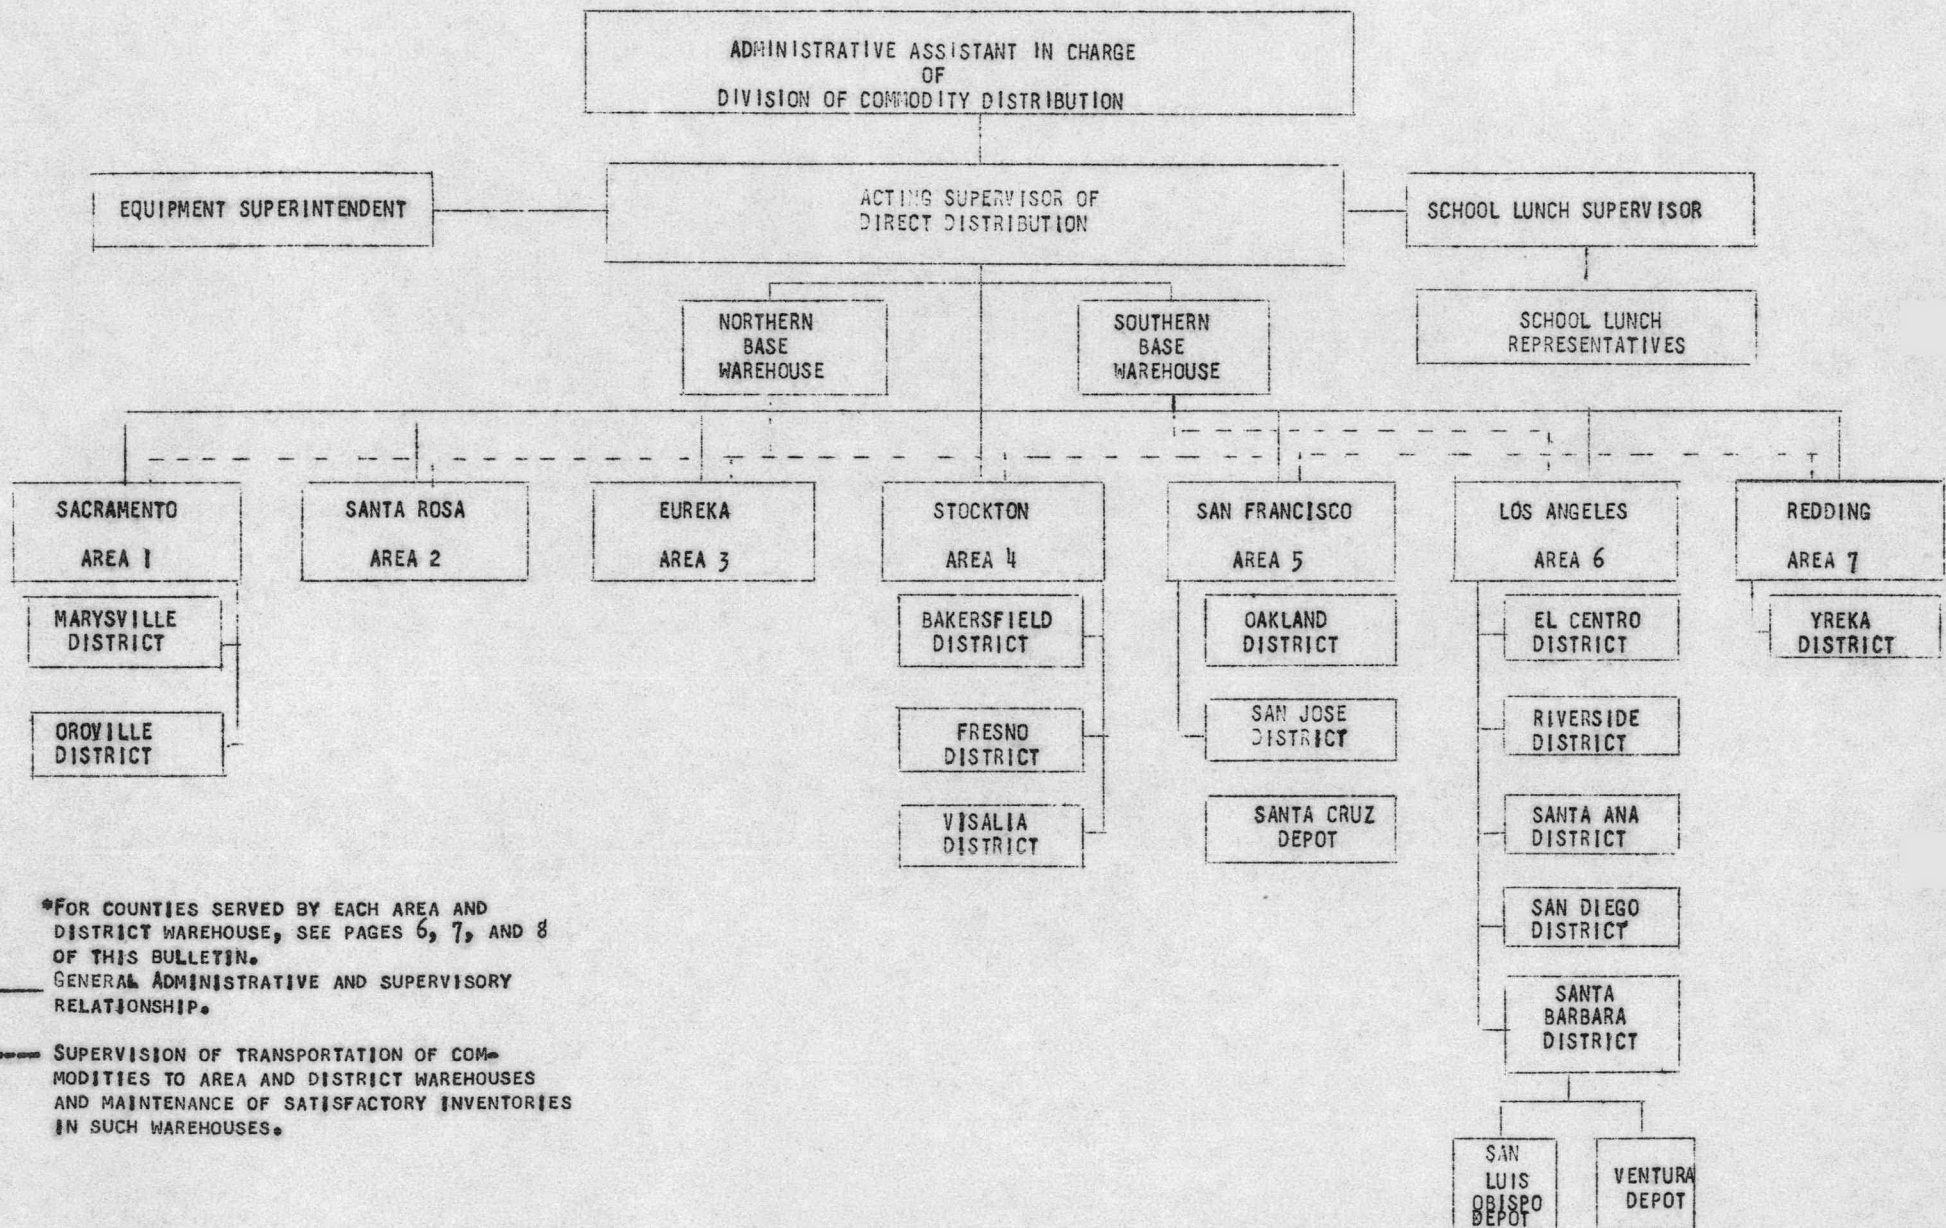 ADMINISTRATIVE ASSISTANT IN CHARGE
OF
DIVISION OF COMMODITY DISTRIBUTION
EQUIPMENT SUPERINTENDENT
ACTING SUPERVISOR OF
DIRECT DISTRIBUTION
SCHOOL LUNCH SUPERVISOR
NORTHERN
BASE
WAREHOUSE
SOUTHERN
BASE
WAREHOUSE
SCHOOL LUNCH
REPRESENTATIVES
SACRAMENTO
AREA 1
SANTA ROSA
AREA 2
EUREKA
AREA 3
STOCKTON
AREA 4
SAN FRANCISCO
AREA 5
LOS ANGELES
AREA 6
REDDING
AREA 7
MARYSVILLE
DISTRICT
OROVILLE
DISTRICT
BAKERSFIELD
DISTRICT
FRESNO
DISTRICT
VISALIA
DISTRICT
OAKLAND
DISTRICT
SAN JOSE
DISTRICT
SANTA CRUZ
DEPOT
EL CENTRO
DISTRICT
RIVERSIDE
DISTRICT
SANTA ANA
DISTRICT
SAN DIEGO
DISTRICT
SANTA
BARBARA
DISTRICT
SAN
LUIS
OBISPO
DEPOT
VENTURA
DEPOT
YREKA
DISTRICT
*FOR COUNTIES SERVED BY EACH AREA AND
DISTRICT WAREHOUSE, SEE PAGES 6, 7, AND 8
OF THIS BULLETIN.
GENERAL ADMINISTRATIVE AND SUPERVISORY
RELATIONSHIP.
SUPERVISION OF TRANSPORTATION OF COM-
MODITIES TO AREA AND DISTRICT WAREHOUSES
AND MAINTENANCE OF SATISFACTORY INVENTORIES
IN SUCH WAREHOUSES.